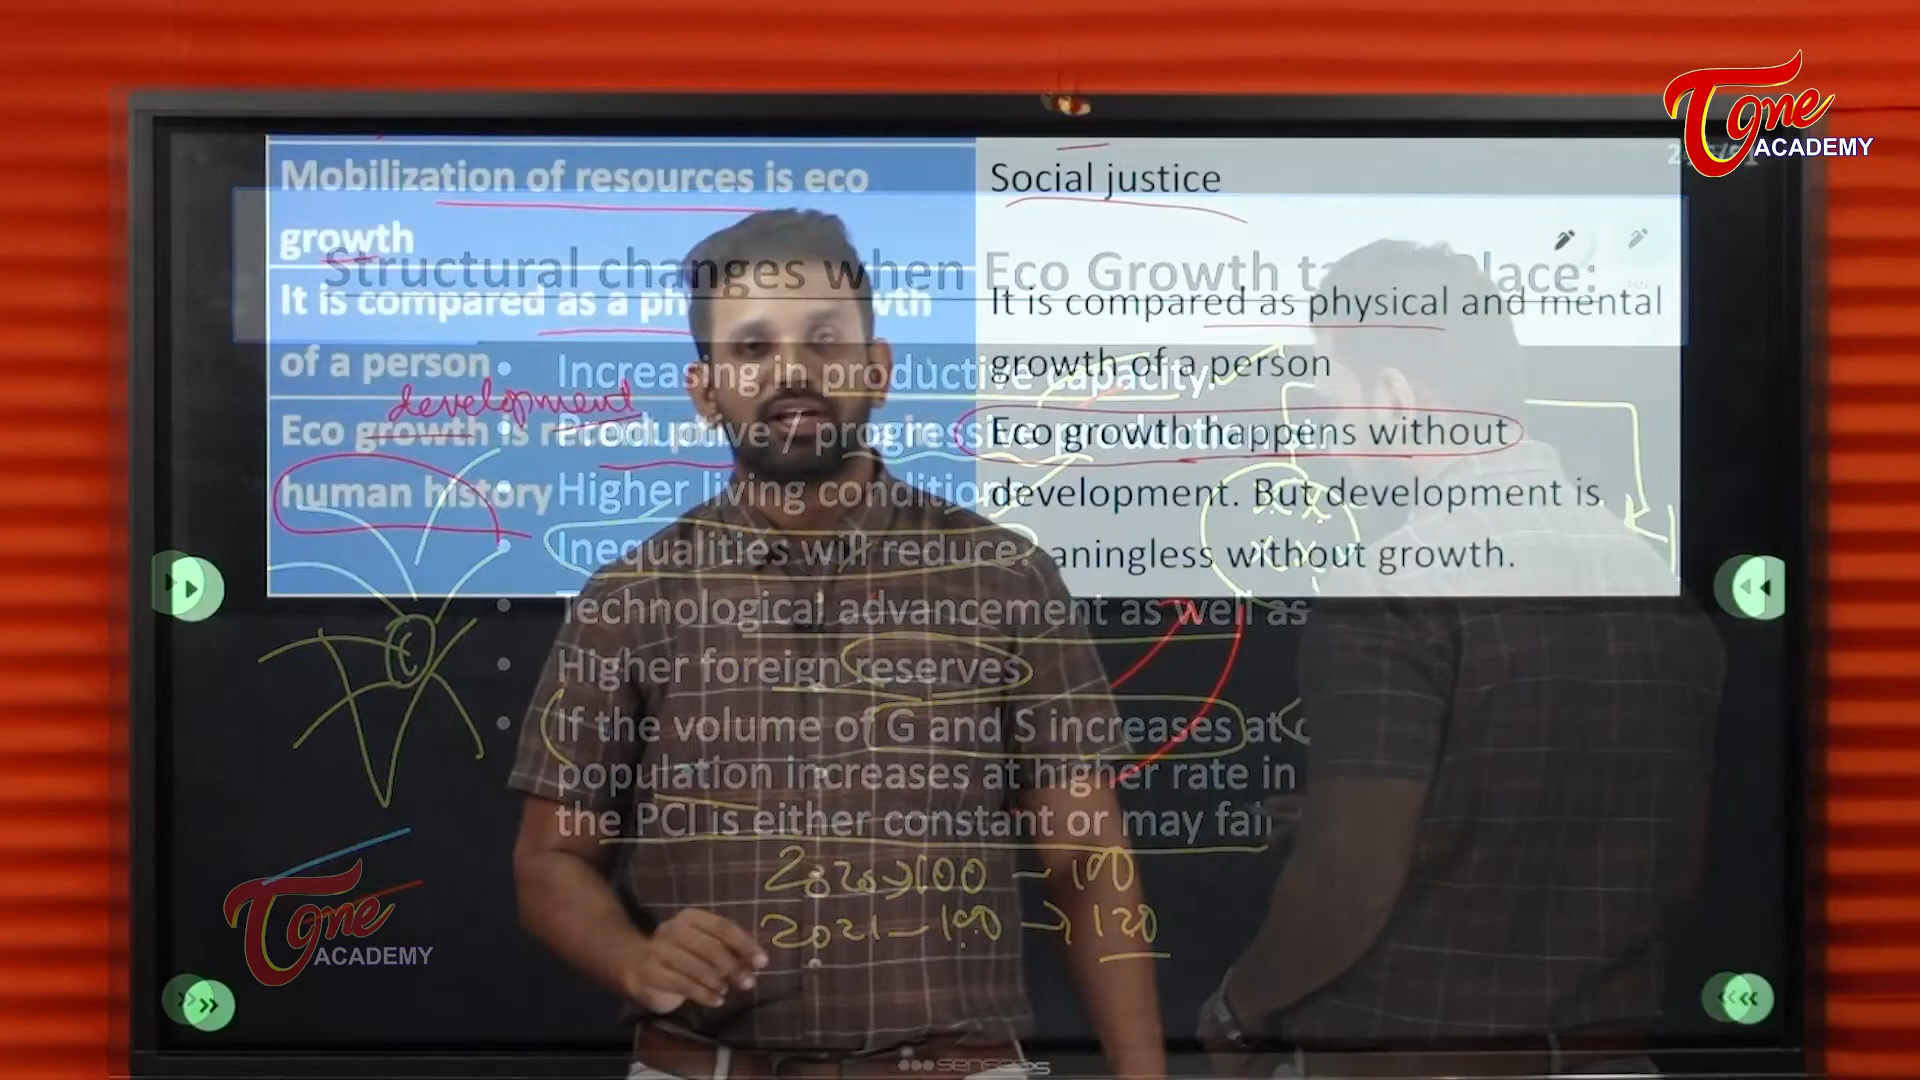 Tone
ACADEMY
Mobilization of resources is eco
growth
It is compared as a
of a person
development
Eco growth is
human history
Social justice
It is compared as physical and mental
growth of a person
Eco growth happens without
development. But development is
without growth.
Structural changes when Eco Growth Place:
• Increasing in productive capacity.
• Productive / progressive
• Higher living condition
• Inequalities will reduce.
• Technological advancement as well as
• Higher foreign reserves
• If the volume of G and S increases at
population increases at higher rate in
the PCI is either constant or may fall
2020 100 - 100
2021 - 100 → 120
Tone
ACADEMY